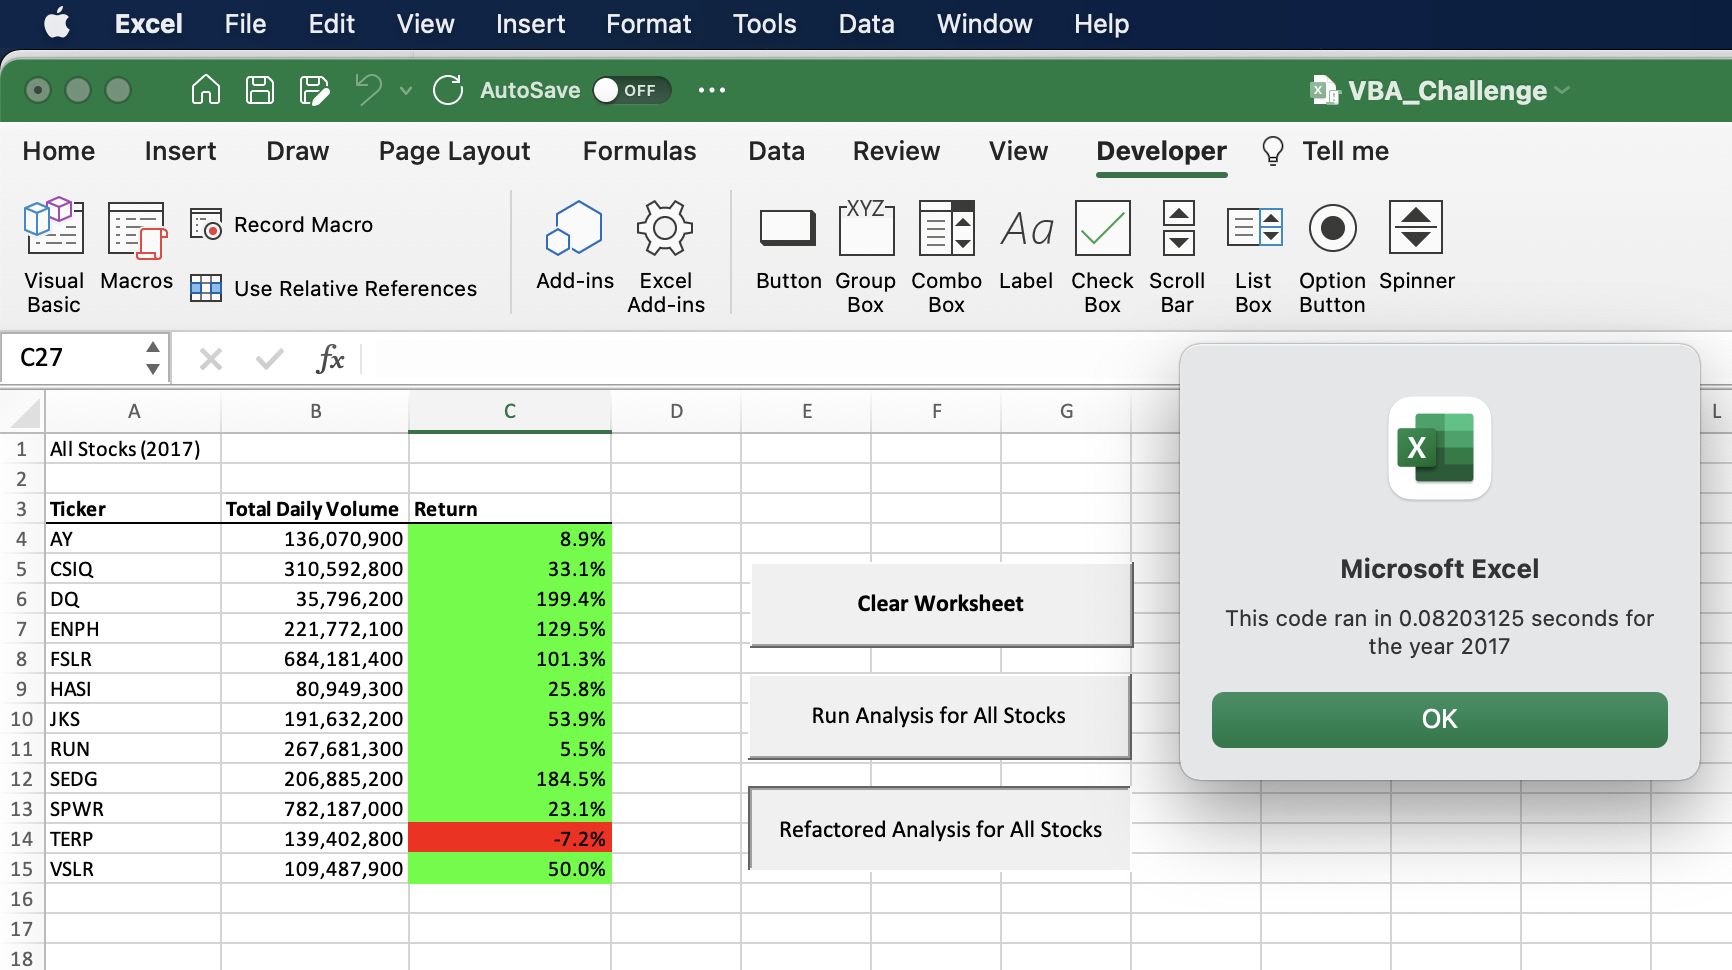 Excel File Edit View Insert Format Tools Data Window Help
AutoSave OFF ... VBA_Challenge
Home Insert Draw Page Layout Formulas Data Review View Developer Tell me
Visual Basic
Macros
Record Macro
Use Relative References
Add-ins
Excel Add-ins
Button
XYZ
Group Box
Combo Box
Aa
Label
Check Box
Scroll Bar
List Box
Option Button
Spinner
C27 fx
A B C D E F G L
1 All Stocks (2017)
2
3 Ticker Total Daily Volume Return
4 AY 136,070,900 8.9%
5 CSIQ 310,592,800 33.1%
6 DQ 35,796,200 199.4%
7 ENPH 221,772,100 129.5%
8 FSLR 684,181,400 101.3%
9 HASI 80,949,300 25.8%
10 JKS 191,632,200 53.9%
11 RUN 267,681,300 5.5%
12 SEDG 206,885,200 184.5%
13 SPWR 782,187,000 23.1%
14 TERP 139,402,800 -7.2%
15 VSLR 109,487,900 50.0%
16
17
18
Clear Worksheet
Run Analysis for All Stocks
Refactored Analysis for All Stocks
X
Microsoft Excel
This code ran in 0.08203125 seconds for
the year 2017
OK